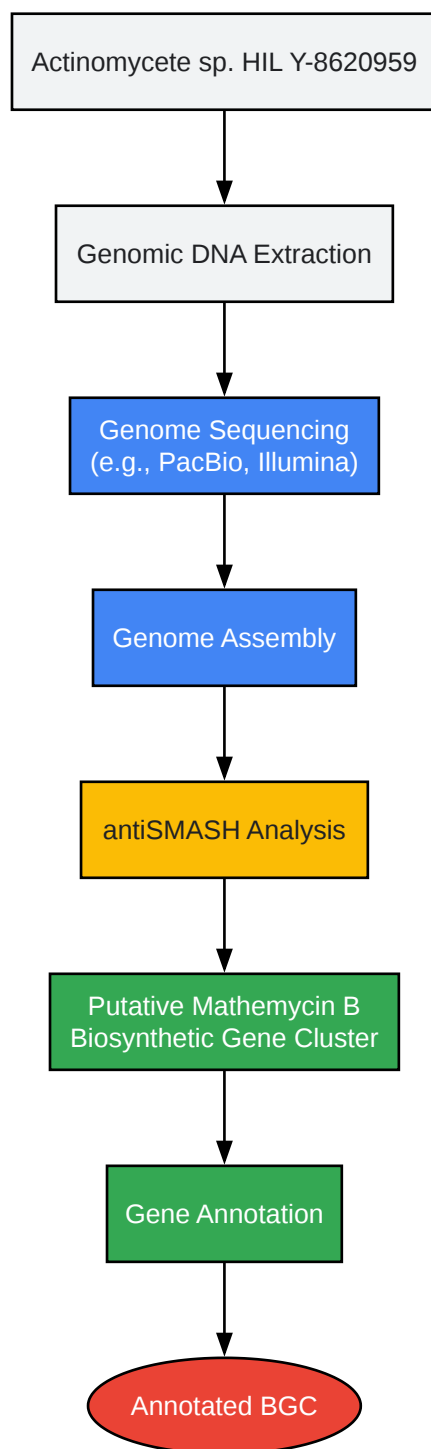 Actinomycete sp. HIL Y-8620959
Genomic DNA Extraction
Genome Sequencing
(e.g., PacBio, Illumina)
Genome Assembly
antiSMASH Analysis
Putative Mathemycin B
Biosynthetic Gene Cluster
Gene Annotation
Annotated BGC